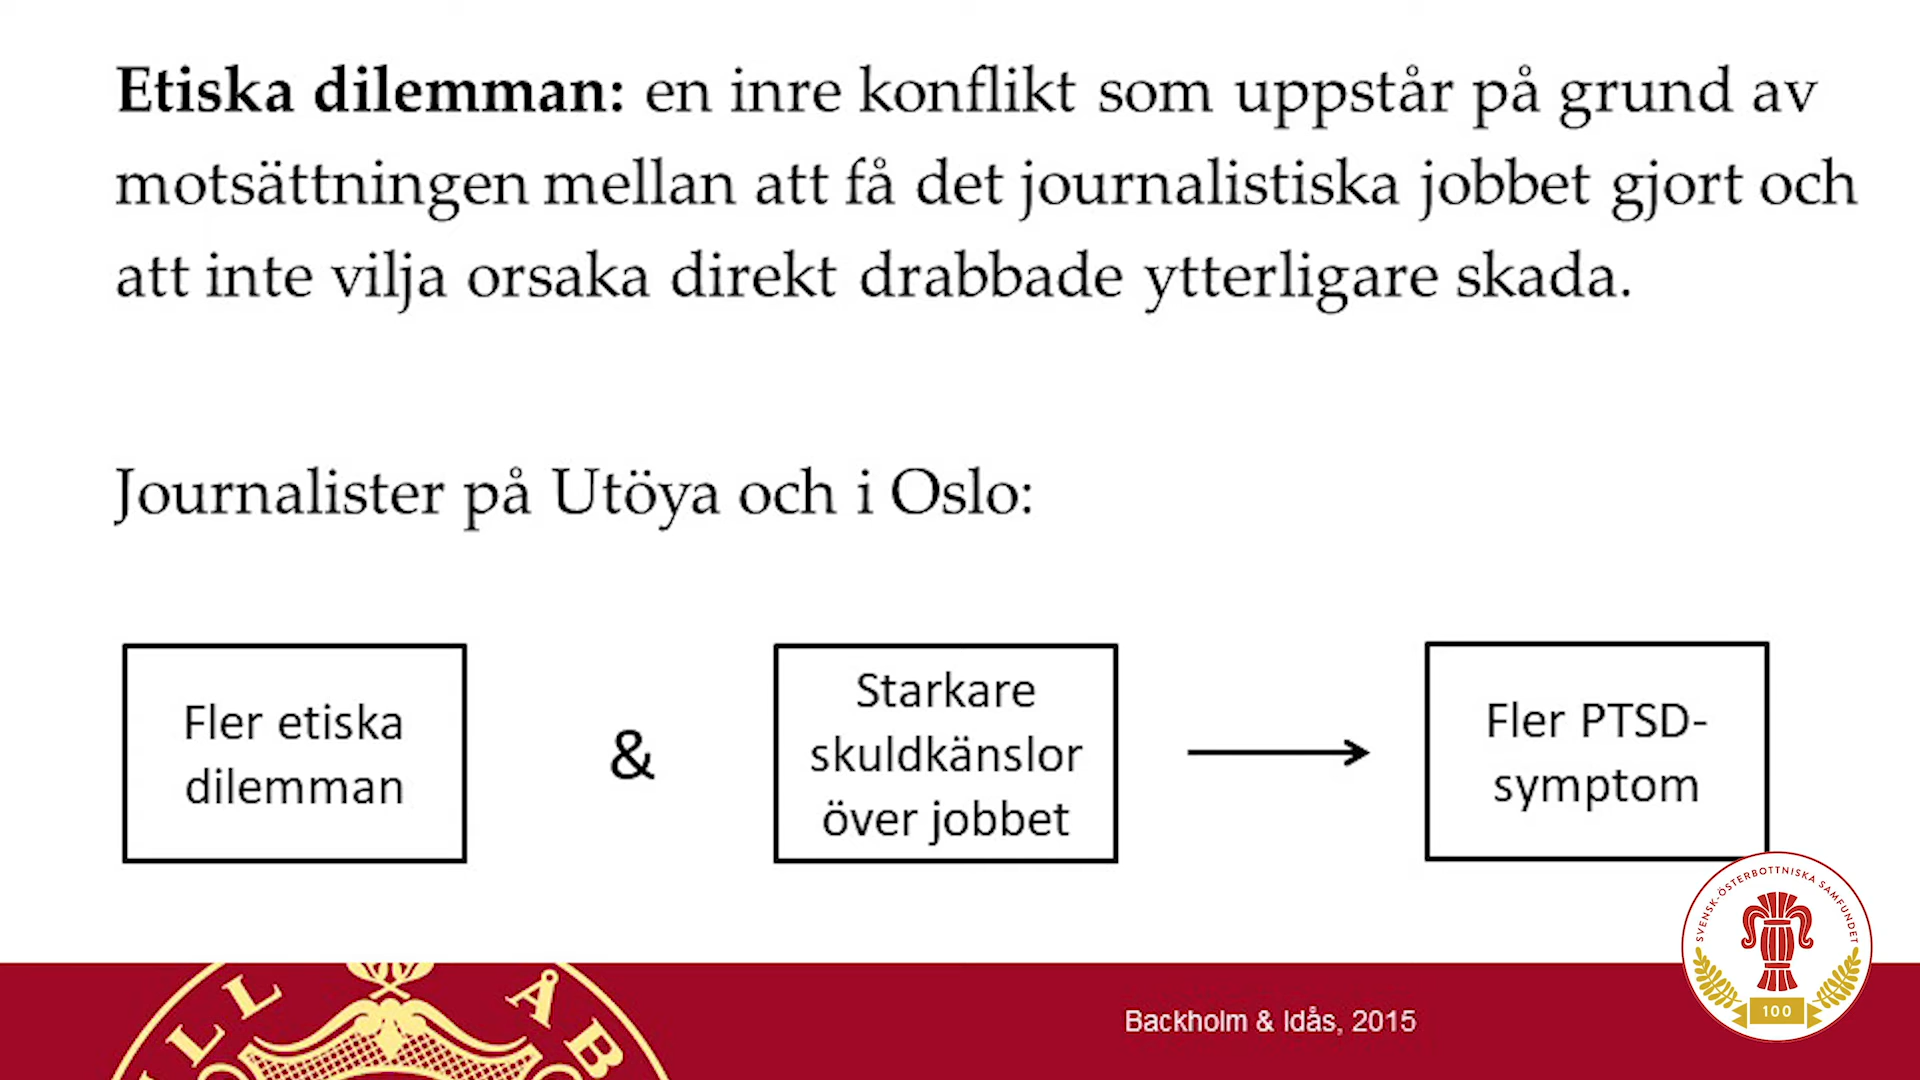 Etiska dilemman: en inre konflikt som uppstår på grund av
motsättningen mellan att få det journalistiska jobbet gjort och
att inte vilja orsaka direkt drabbade ytterligare skada.
Journalister på Utöya och i Oslo:
Fler etiska
dilemman
&
Starkare
skuldkänslor
över jobbet
Fler PTSD-
symptom
SVENSK-ÖSTERBOTTNISKA SAMFUNDET
100
Backholm & Idås, 2015